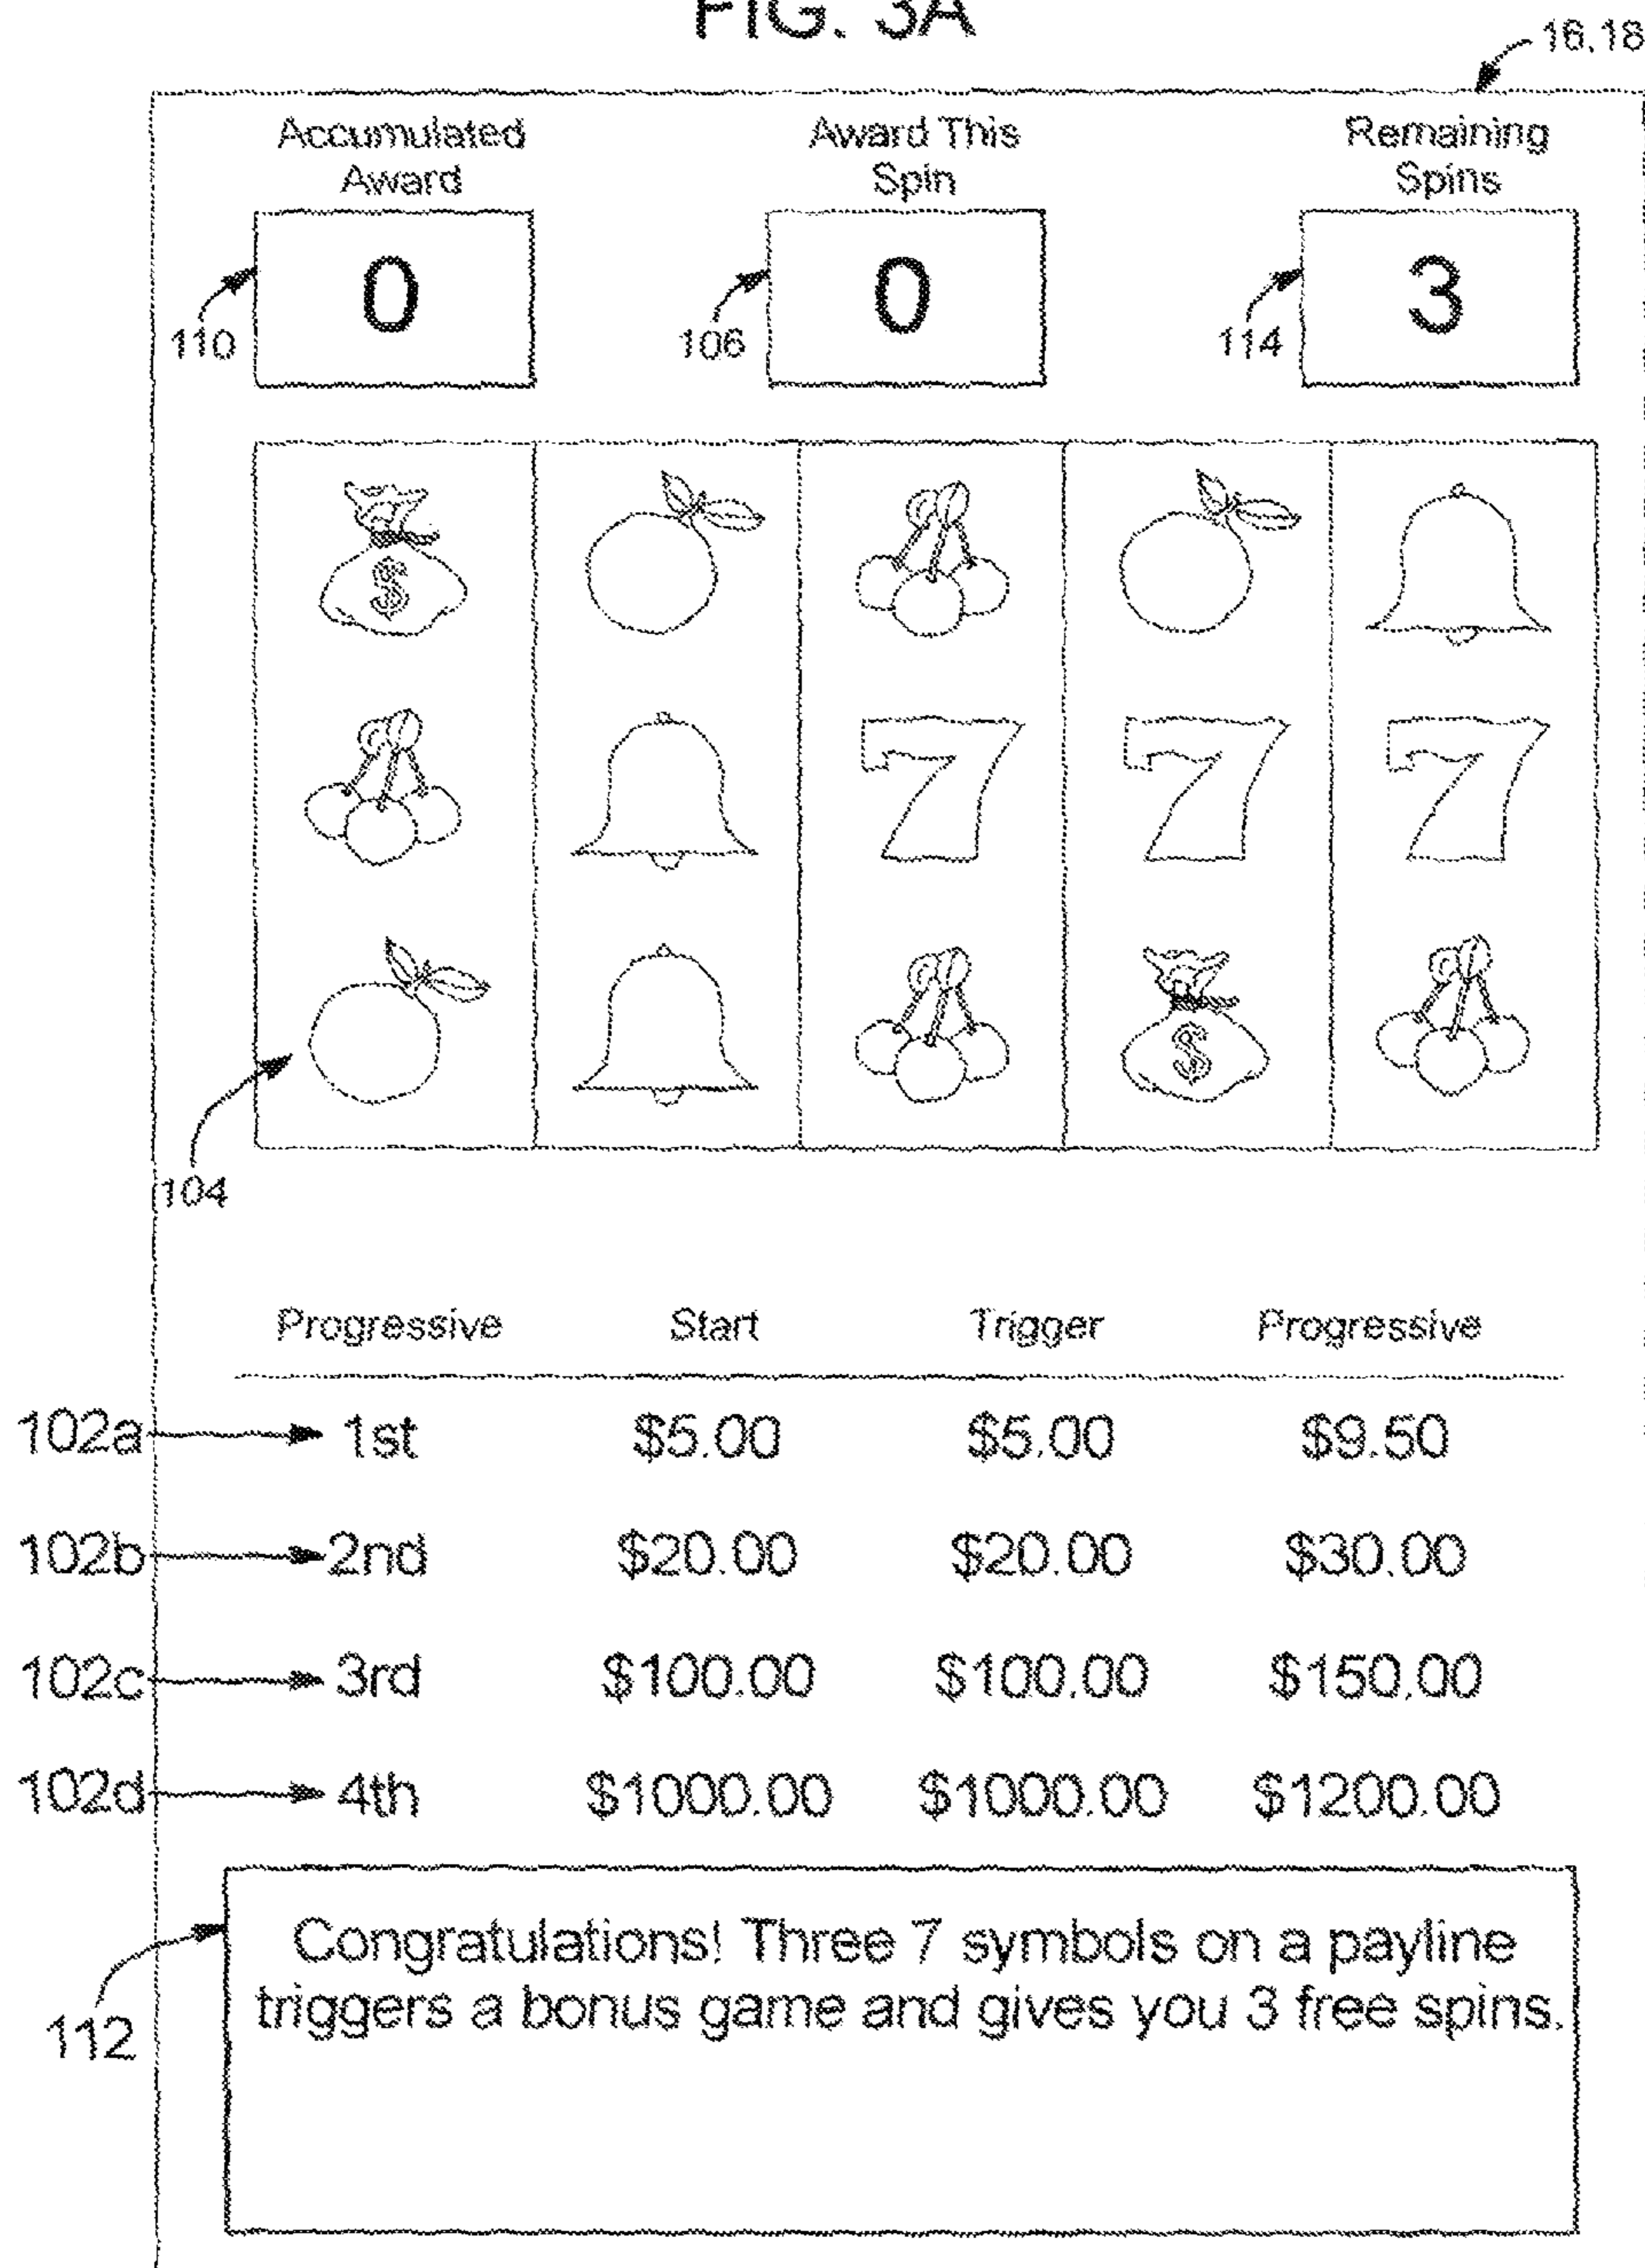 FIG. 3A
16,18
Accumulated Award This Remaining
Award Spin Spins
0 0 3
110 106 114
$
7 7 7
$
104
Progressive Start Trigger Progressive
102a 1st $5.00 $5.00 $9.50
102b 2nd $20.00 $20.00 $30.00
102c 3rd $100.00 $100.00 $150.00
102d 4th $1000.00 $1000.00 $1200.00
Congratulations! Three 7 symbols on a payline
triggers a bonus game and gives you 3 free spins.
112